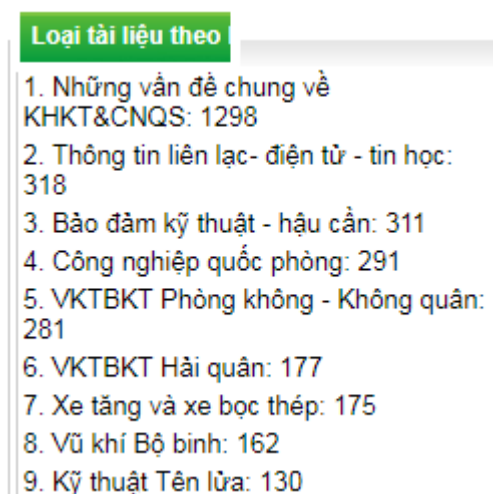 Loại tài liệu theo
1. Những vấn đề chung về
KHKT&CNQS: 1298
2. Thông tin liên lạc- điện tử - tin học:
318
3. Bảo đảm kỹ thuật - hậu cần: 311
4. Công nghiệp quốc phòng: 291
5. VKTBKT Phòng không - Không quân:
281
6. VKTBKT Hải quân: 177
7. Xe tăng và xe bọc thép: 175
8. Vũ khí Bộ binh: 162
9. Kỹ thuật Tên lửa: 130